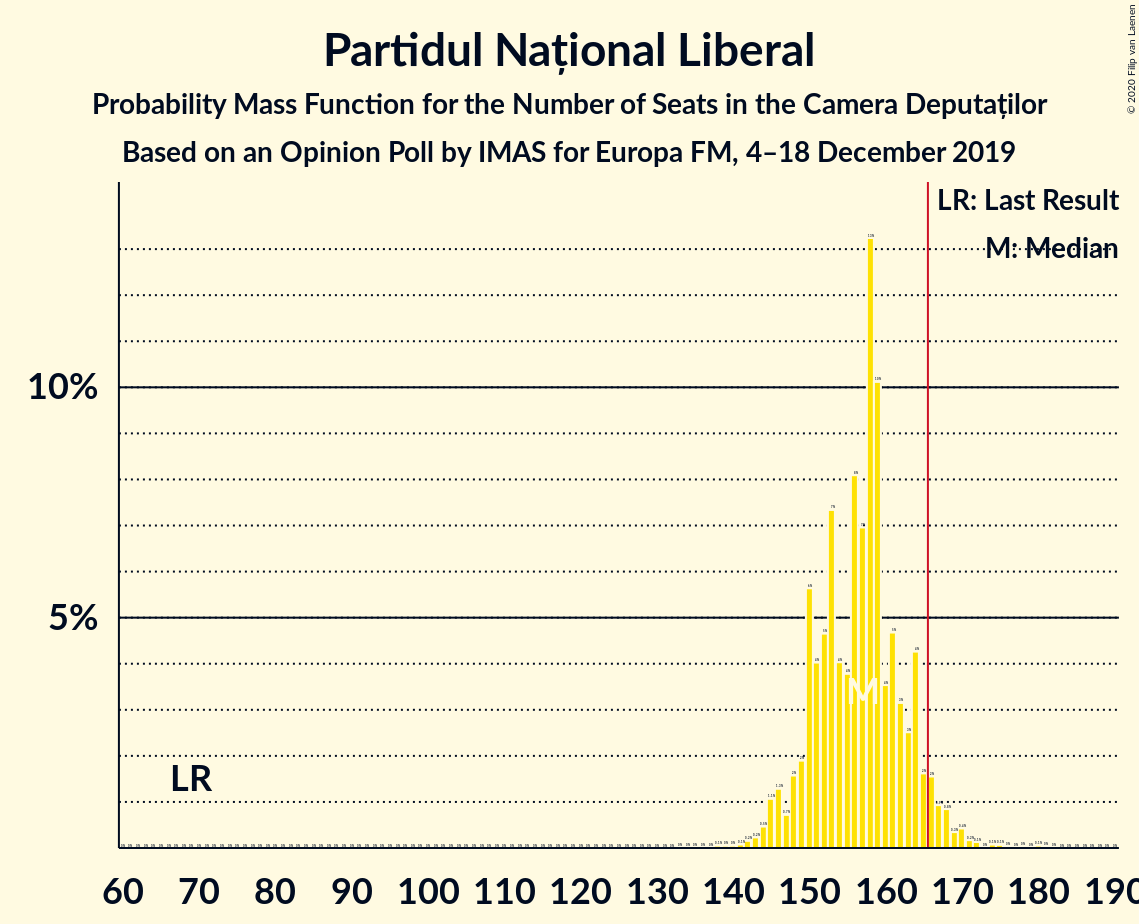 Partidul Național Liberal
Probability Mass Function for the Number of Seats in the Camera Deputaților
Based on an Opinion Poll by IMAS for Europa FM, 4–18 December 2019
© 2020 Filip van Laenen
LR: Last Result
M: Median
10%
5%
LR
M
60 70 80 90 100 110 120 130 140 150 160 170 180 190